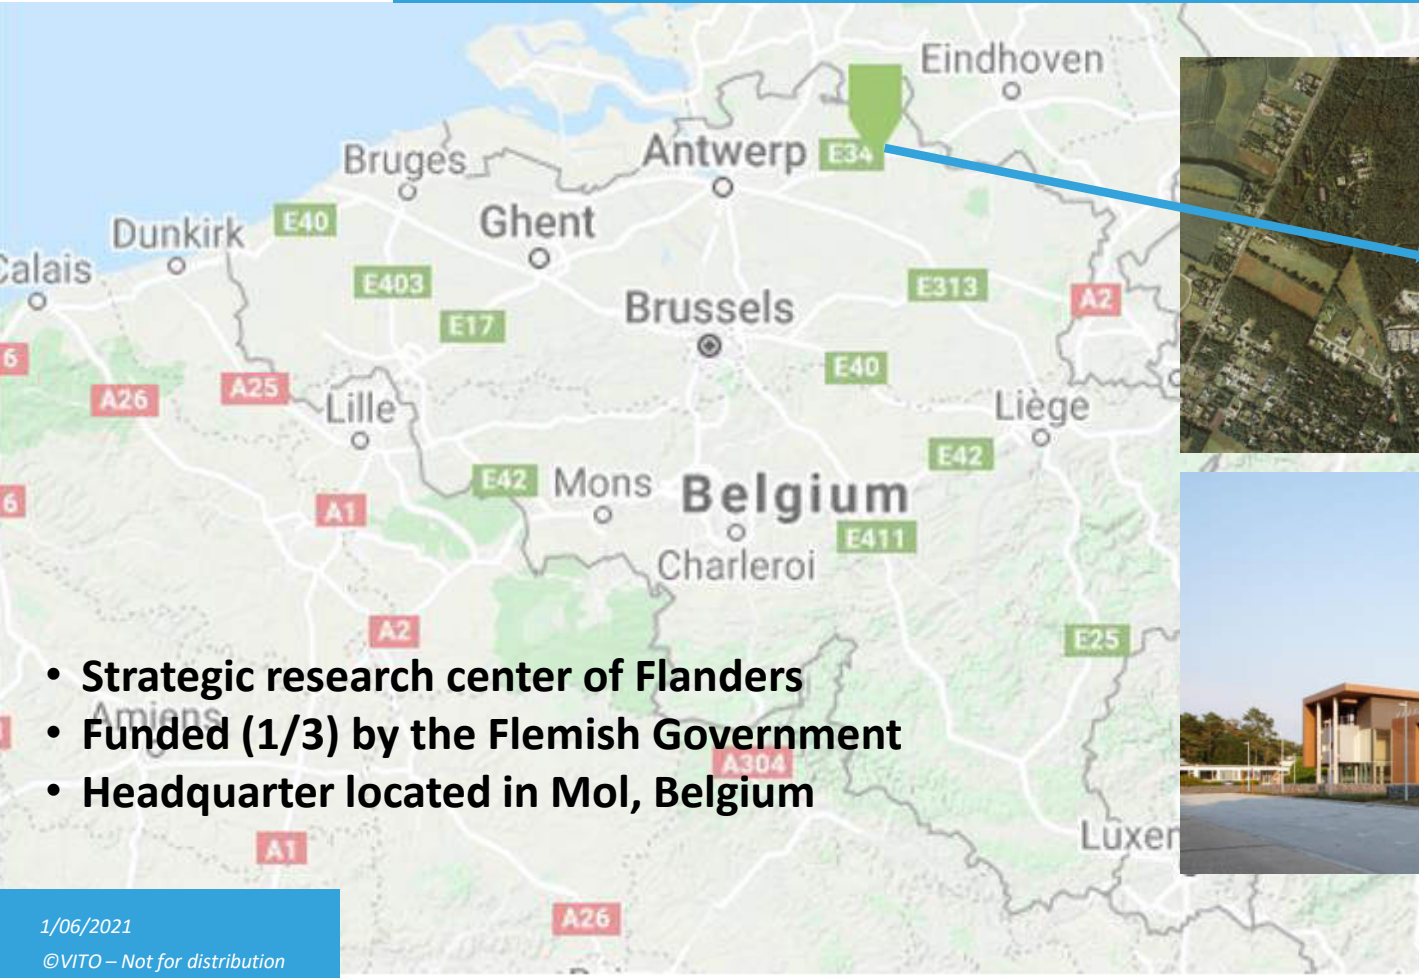 Eindhoven
Antwerp
E34
Bruges
E40
Ghent
Dunkirk
Calais
E403
E313
A2
Brussels
E17
6
E40
A25
A26
Lille
Liège
E42
E42
Mons
Belgium
6
A1
E411
Charleroi
A2
E25
• Strategic research center of Flanders
Amiens
• Funded (1/3) by the Flemish Government
A304
• Headquarter located in Mol, Belgium
Luxer
A1
A26
1/06/2021
©VITO – Not for distribution